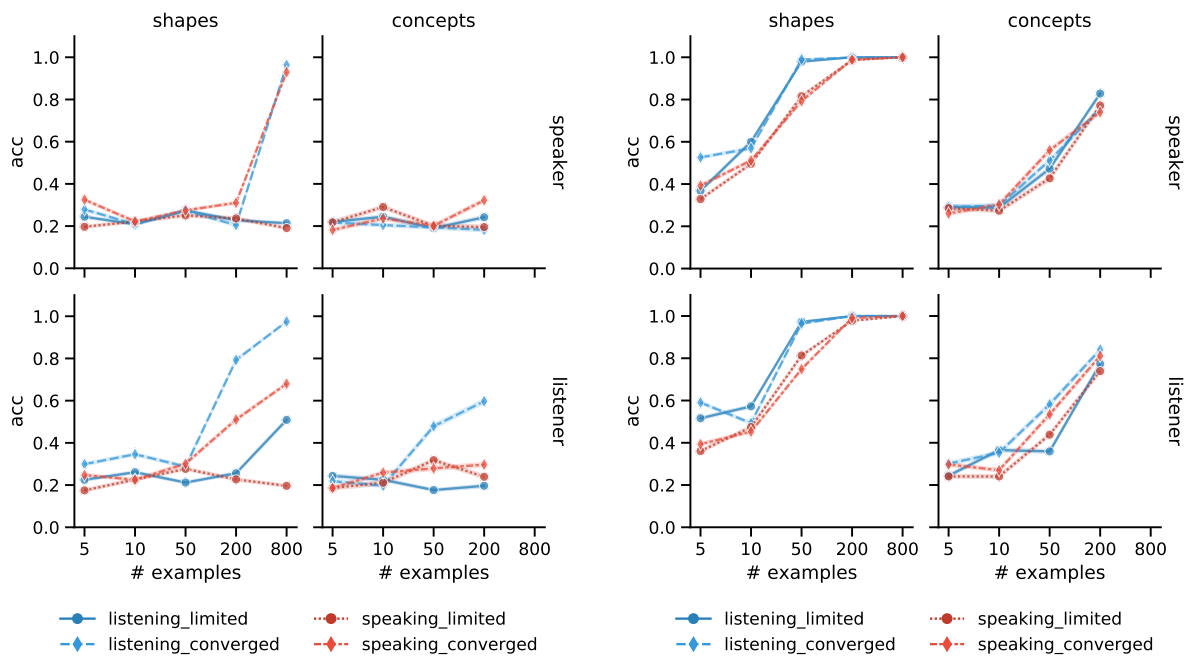 shapes concepts shapes concepts
1.0 1.0
0.8 0.8
0.6 0.6
0.4 0.4
0.2 0.2
0.0 0.0
acc speaker acc speaker
1.0 1.0
0.8 0.8
0.6 0.6
0.4 0.4
0.2 0.2
0.0 0.0
acc listener acc listener
5 10 50 200 800 5 10 50 200 800 5 10 50 200 800 5 10 50 200 800
# examples # examples # examples # examples
listening_limited speaking_limited listening_limited speaking_limited
listening_converged speaking_converged listening_converged speaking_converged